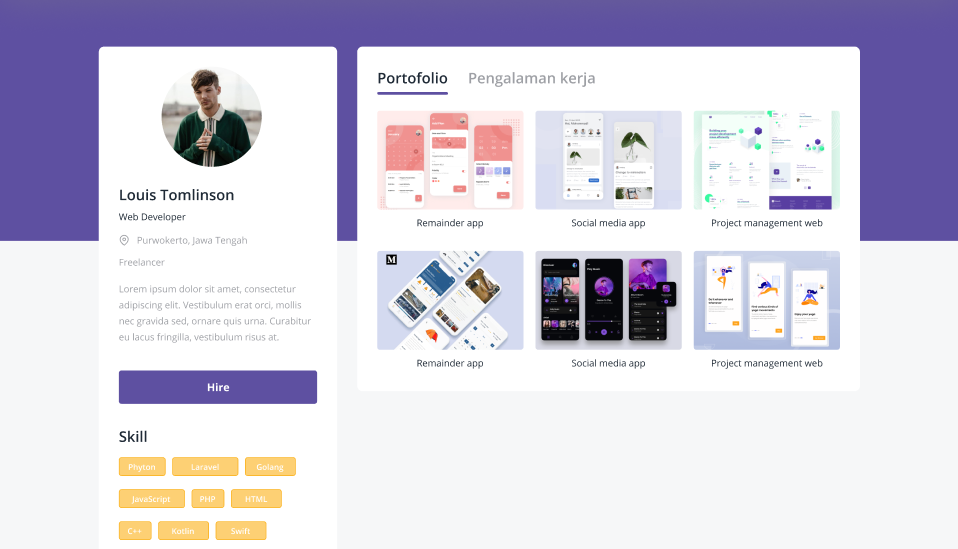 Louis Tomlinson
Web Developer
Purwokerto, Jawa Tengah
Freelancer
Lorem ipsum dolor sit amet, consectetur
adipiscing elit. Vestibulum erat orci, mollis
nec gravida sed, ornare quis urna. Curabitur
eu lacus fringilla, vestibulum risus at.
Hire
Skill
Phyton Laravel Golang
JavaScript PHP HTML
C++ Kotlin Swift
Portofolio Pengalaman kerja
Remainder app Social media app Project management web
M
Remainder app Social media app Project management web